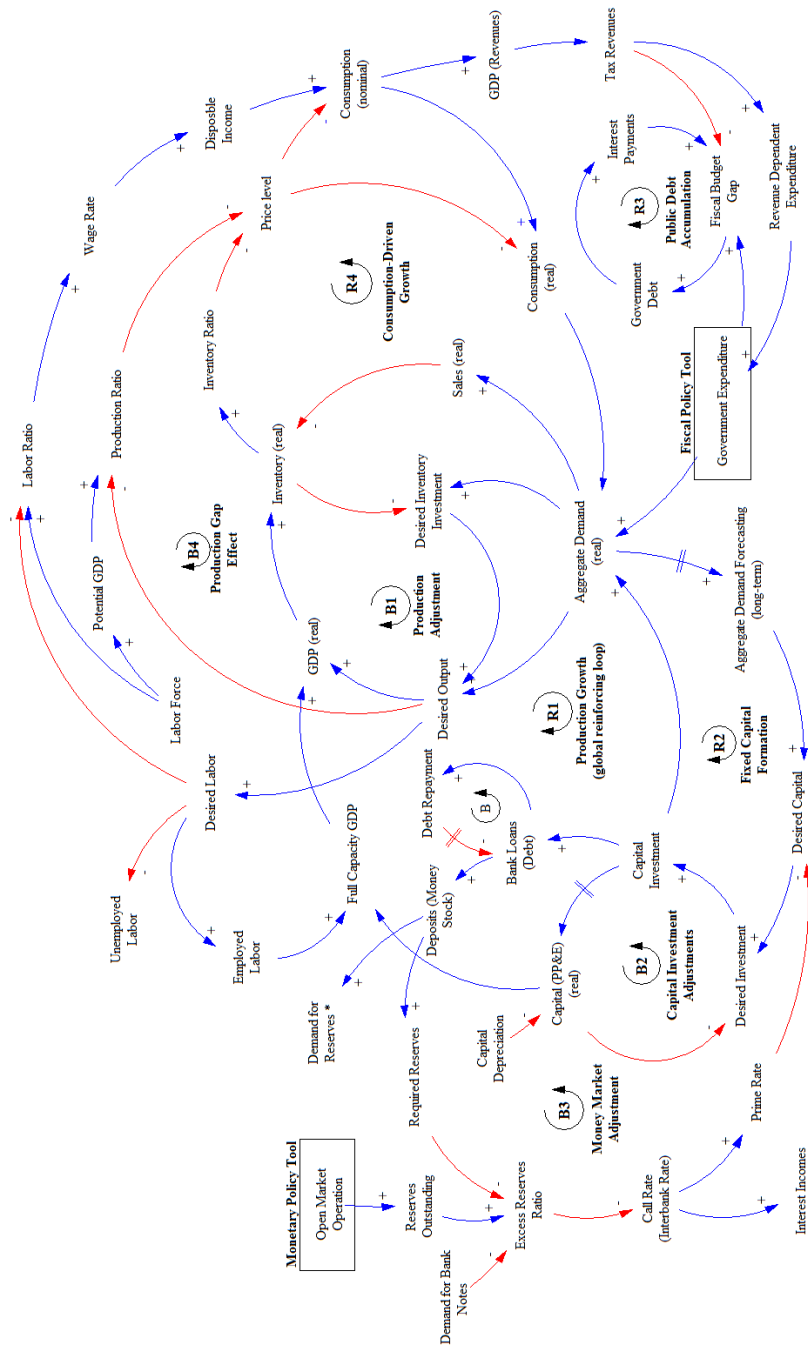 Labor Ratio
Wage Rate
Potential GDP
Production Ratio
Unemployed
Labor
Labor Force
Desired Labor
Inventory Ratio
Disposble
Income
Employed
Labor
B4
Production Gap
Effect
Price level
Monetary Policy Tool
Open Market
Operation
Demand for
Reserves *
Full Capacity GDP
GDP (real)
Inventory (real)
Consumption
(nominal)
Reserves
Outstanding
Required Reserves
Deposits (Money
Stock)
Debt Repayment
Desired Output
B1
Production
Adjustment
Desired Inventory
Investment
R4
Consumption-Driven
Growth
Demand for Bank
Notes
Sales (real)
GDP (Revenues)
Excess Reserves
Ratio
Capital
Depreciation
B
Bank Loans
(Debt)
Consumption
(real)
B3
Money Market
Adjustment
Capital (PP&E)
(real)
R1
Production Growth
(global reinforcing loop)
Aggregate Demand
(real)
Tax Revenues
Interest
Payments
Call Rate
(Interbank Rate)
B2
Capital Investment
Adjustments
Capital
Investment
Government
Debt
R3
Public Debt
Accumulation
Fiscal Policy Tool
Government Expenditure
Fiscal Budget
Gap
Desired Investment
R2
Fixed Capital
Formation
Aggregate Demand Forecasting
(long-term)
Prime Rate
Revenue Dependent
Expenditure
Interest Incomes
Desired Capital